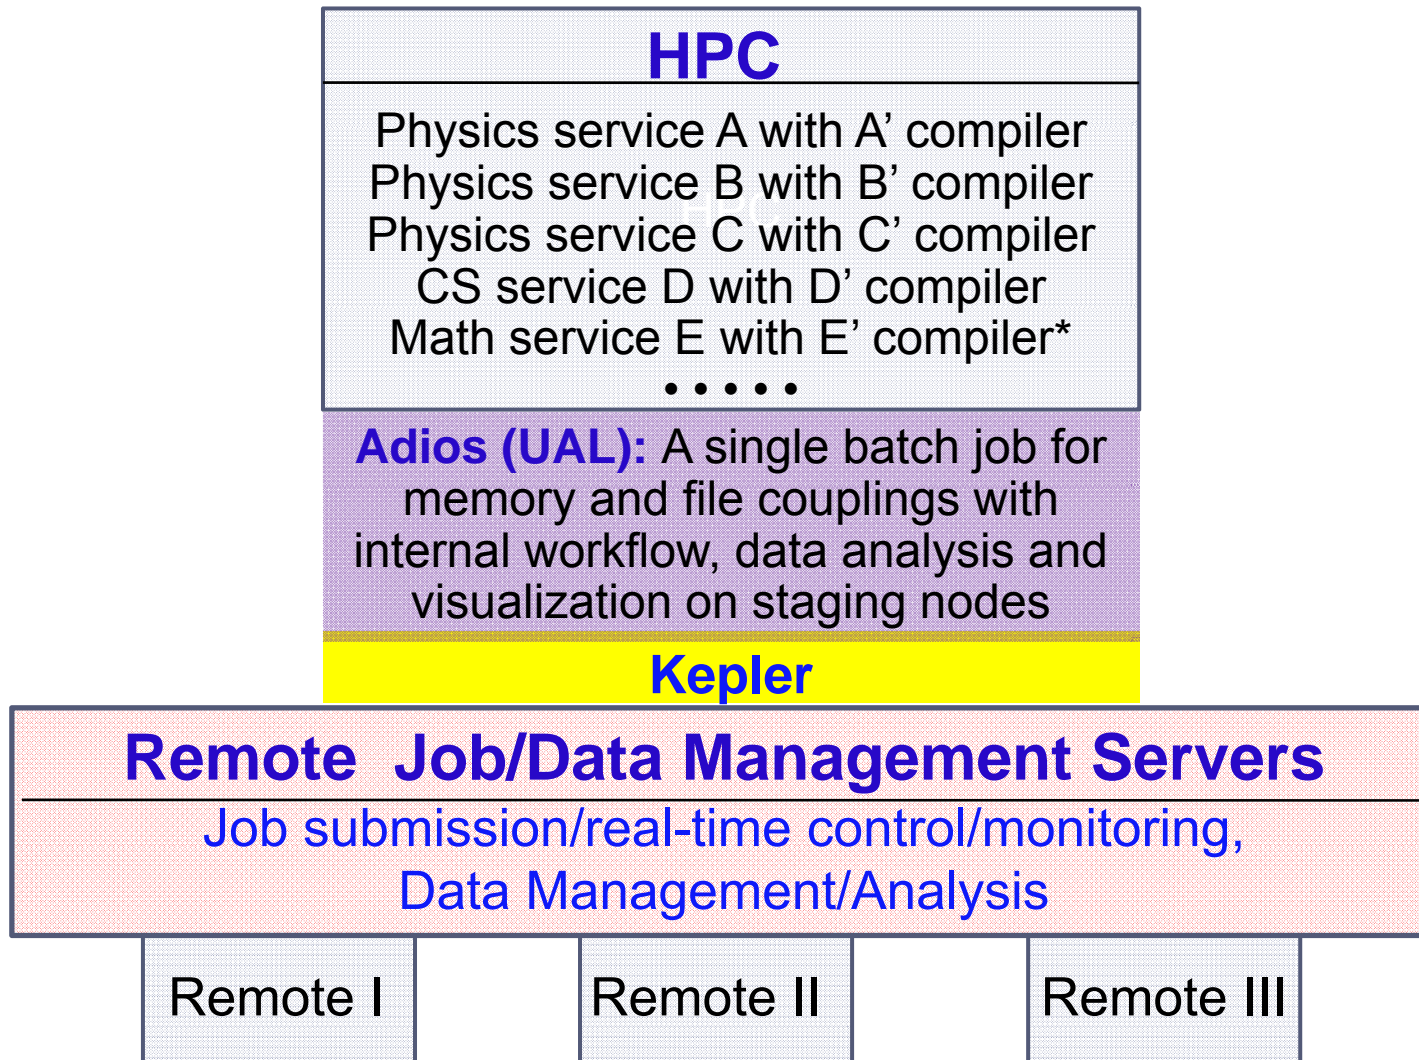 HPC
Physics service A with A’ compiler
Physics service B with B’ compiler
HPC
Physics service C with C’ compiler
CS service D with D’ compiler
Math service E with E’ compiler*
• • • • •
Adios (UAL): A single batch job for
memory and file couplings with
internal workflow, data analysis and
visualization on staging nodes
Kepler
Remote Job/Data Management Servers
Job submission/real-time control/monitoring,
Data Management/Analysis
Remote I
Remote II
Remote III